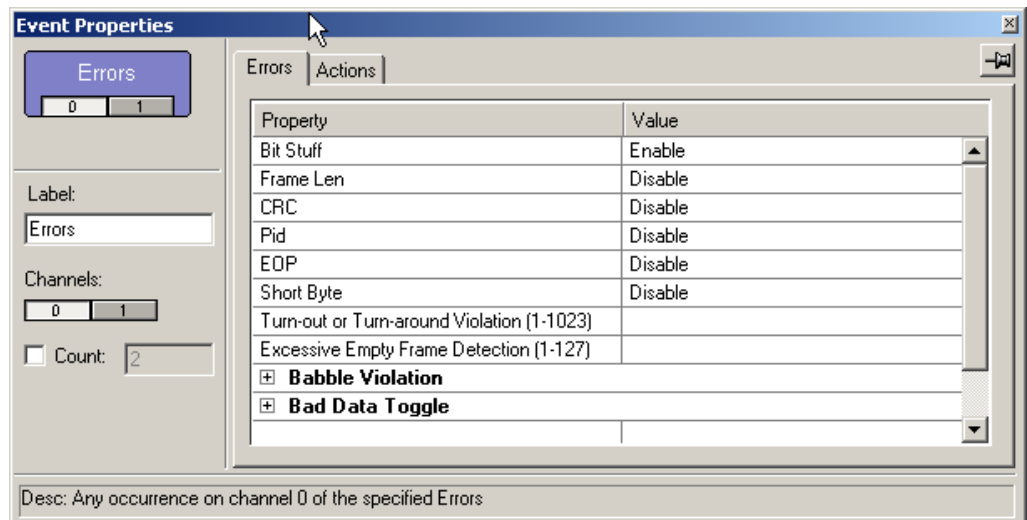 Event Properties
Errors
0 1
Label:
Errors
Channels:
0 1
Count: 2
Errors Actions
Property Value
Bit Stuff Enable
Frame Len Disable
CRC Disable
Pid Disable
EOP Disable
Short Byte Disable
Turn-out or Turn-around Violation (1-1023)
Excessive Empty Frame Detection (1-127)
Babble Violation
Bad Data Toggle
Desc: Any occurrence on channel 0 of the specified Errors